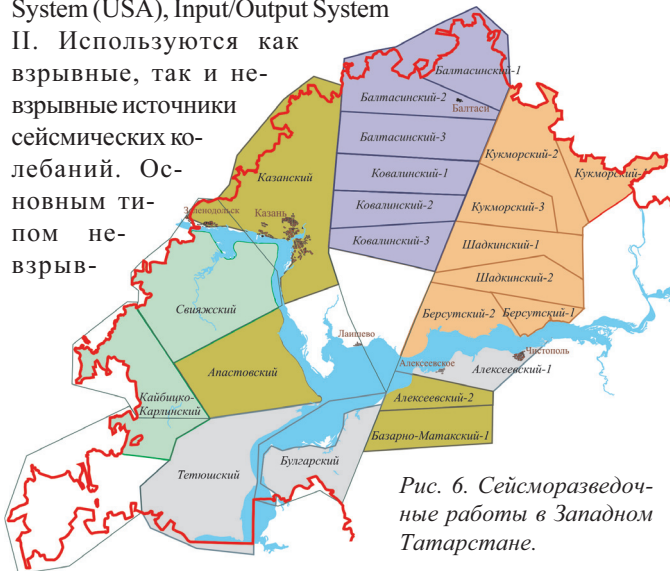 System (USA), Input/Output System
II. Используются как
взрывные, так и не-
взрывные источники
сейсмических ко-
лебаний. Ос-
новным ти-
пом не-
взрыв-
Балтасинский-1
Балтасинский-2
Балтаси
Балтасинский-3
Казанский
Кукморский-2
Кукморский-1
Ковалинский-1
Ковалинский-2
Кукморский-3
Зеленодольск
Казань
Ковалинский-3
Шадкинский-1
Шадкинский-2
Свияжский
Берсутский-2
Берсутский-1
Лаишево
Чистополь
Апастовский
Алексеевское
Алексеевский-1
Кайбицко-
Карлинский
Алексеевский-2
Базарно-Матакский-1
Булгарский
Тетюшский
Рис. 6. Сейсморазведоч-
ные работы в Западном
Татарстане.